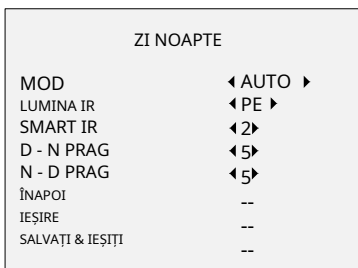 ZI NOAPTE
MOD AUTO
LUMINA IR PE
SMART IR 2
D - N PRAG 5
N - D PRAG 5
ÎNAPOI --
IEȘIRE --
SALVAȚI & IEȘIȚI --